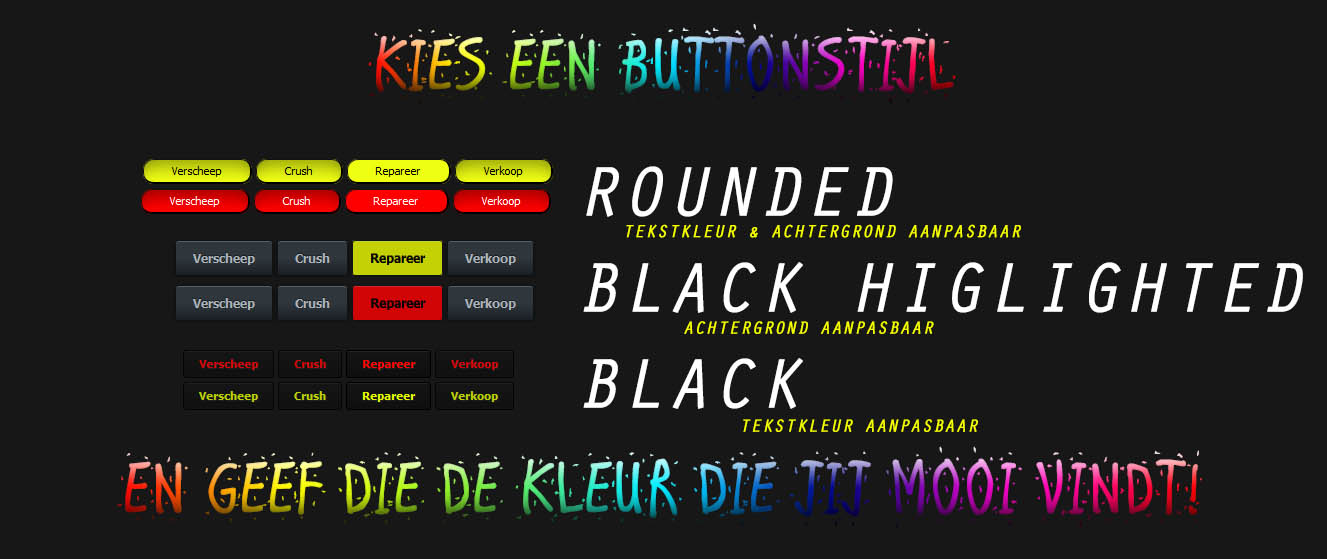 KIES EEN BUTTONSTIJL
Verscheep Crush Repareer Verkoop
Verscheep Crush Repareer Verkoop
ROUNDED
TEKSTKLEUR & ACHTERGROND AANPASBAAR
Verscheep Crush Repareer Verkoop
Verscheep Crush Repareer Verkoop
BLACK HIGLIGHTED
ACHTERGROND AANPASBAAR
Verscheep Crush Repareer Verkoop
Verscheep Crush Repareer Verkoop
BLACK
TEKSTKLEUR AANPASBAAR
EN GEEF DIE DE KLEUR DIE JIJ MOOI VINDT!